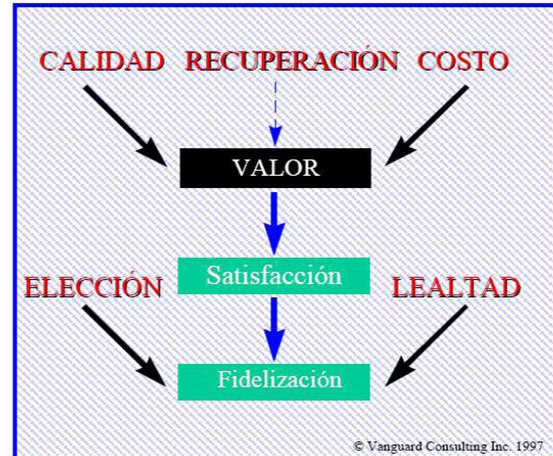 CALIDAD RECUPERACIÓN COSTO
VALOR
Satisfacción
ELECCIÓN LEALTAD
Fidelización
© Vanguard Consulting Inc. 1997